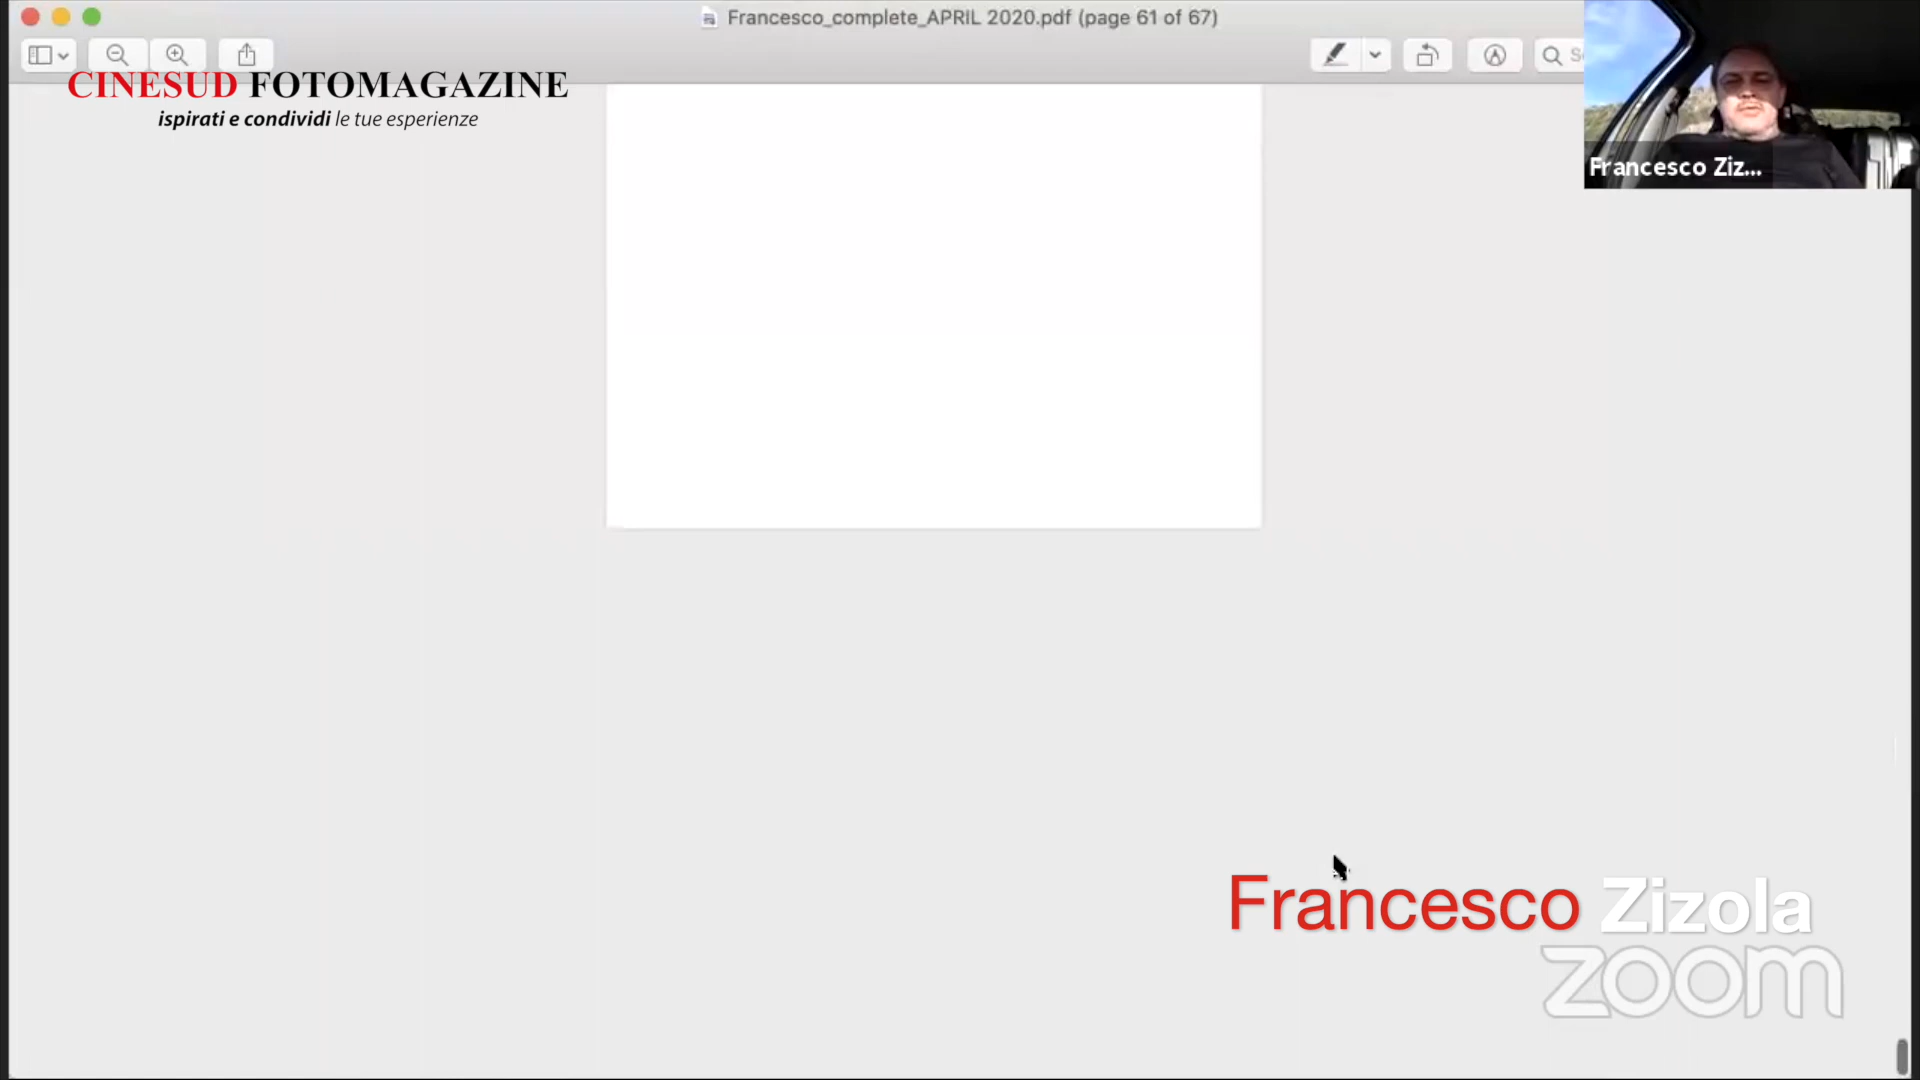 Francesco_complete_APRIL 2020.pdf (page 61 of 67)
CINESUD FOTOMAGAZINE
ispirati e condividi le tue esperienze
Francesco Ziz...
Francesco Zizola
zoom